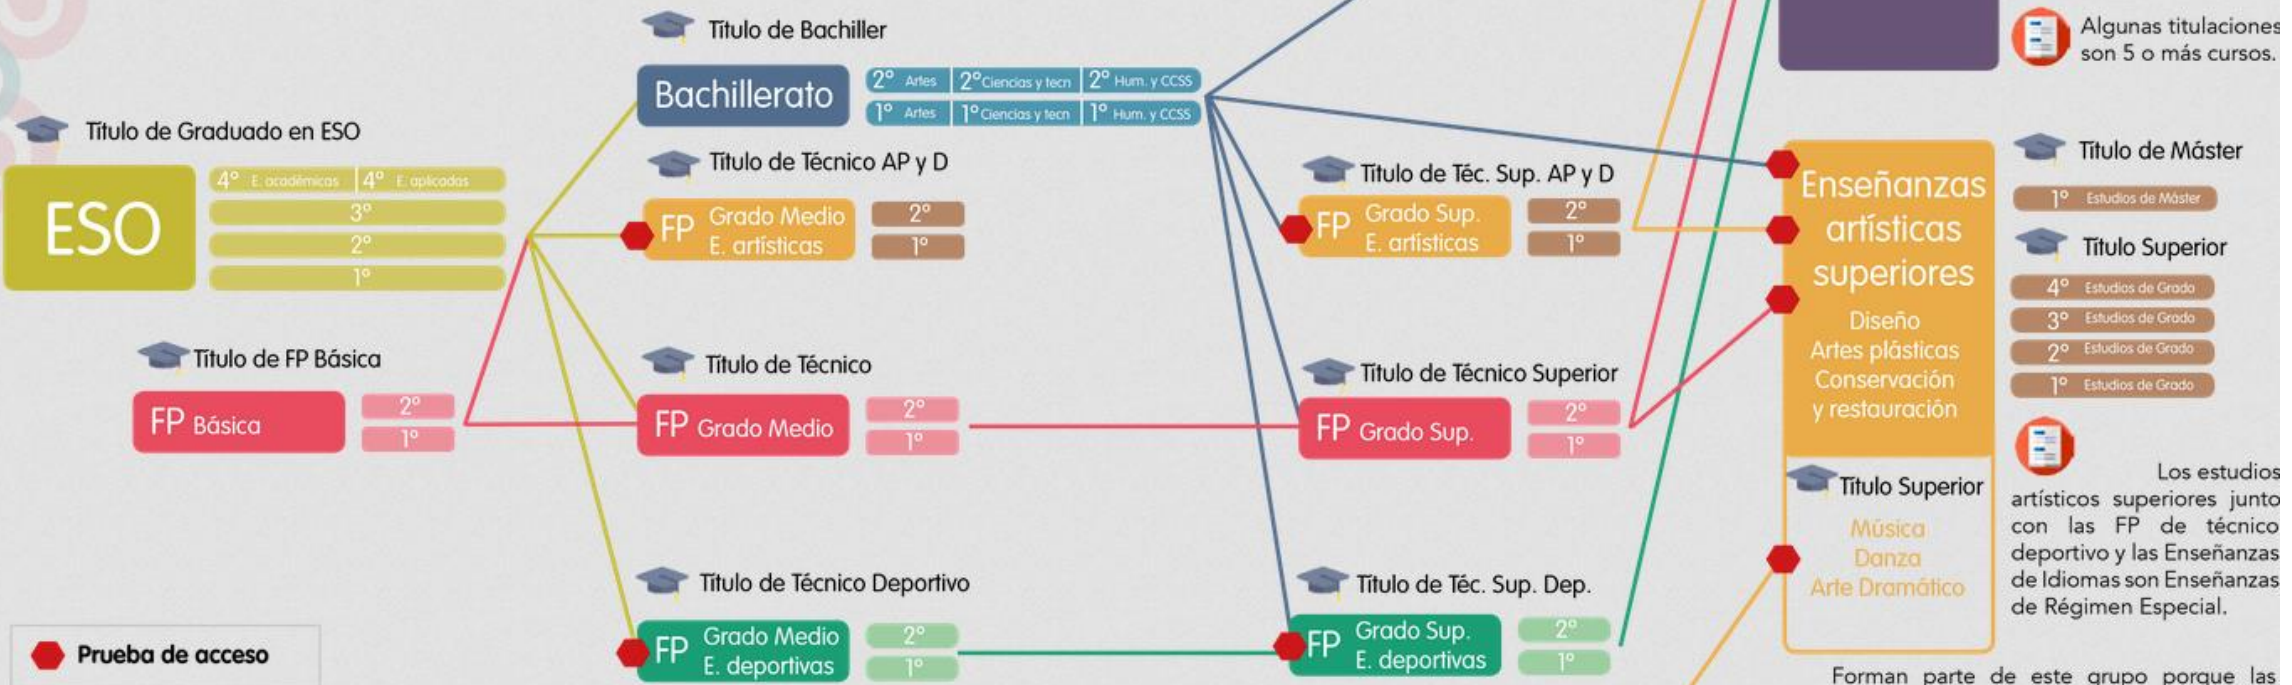 Título de Bachiller
Bachillerato
2º Artes 2º Ciencias y tecn 2º Hum. y CCSS
1º Artes 1º Ciencias y tecn 1º Hum. y CCSS
Título de Graduado en ESO
ESO
4º E. académicas 4º E. aplicadas
3º
2º
1º
Título de FP Básica
FP Básica
2º
1º
Título de Técnico AP y D
FP Grado Medio
E. artísticas
2º
1º
Título de Técnico
FP Grado Medio
2º
1º
Título de Técnico Deportivo
FP Grado Medio
E. deportivas
2º
1º
Título de Téc. Sup. AP y D
FP Grado Sup.
E. artísticas
2º
1º
Título de Técnico Superior
FP Grado Sup.
2º
1º
Título de Téc. Sup. Dep.
FP Grado Sup.
E. deportivas
2º
1º
Algunas titulaciones
son 5 o más cursos.
Enseñanzas
artísticas
superiores
Diseño
Artes plásticas
Conservación
y restauración
Título Superior
Música
Danza
Arte Dramático
Título de Máster
1º Estudios de Máster
Título Superior
4º Estudios de Grado
3º Estudios de Grado
2º Estudios de Grado
1º Estudios de Grado
Los estudios
artísticos superiores junto
con las FP de técnico
deportivo y las Enseñanzas
de Idiomas son Enseñanzas
de Régimen Especial.
Forman parte de este grupo porque las
Prueba de acceso